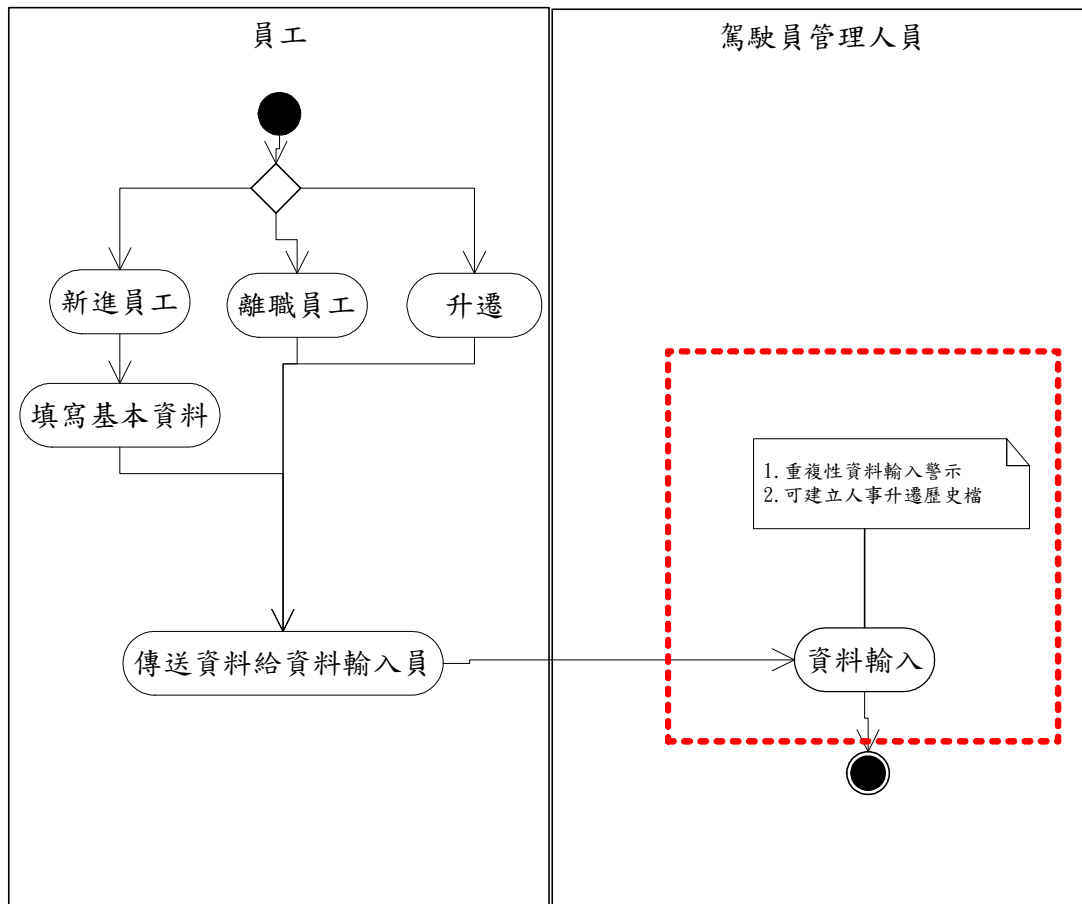 員工
駕駛員管理人員
新進員工
離職員工
升遷
填寫基本資料
1.重複性資料輸入警示
2.可建立人事升遷歷史檔
傳送資料給資料輸入員
資料輸入